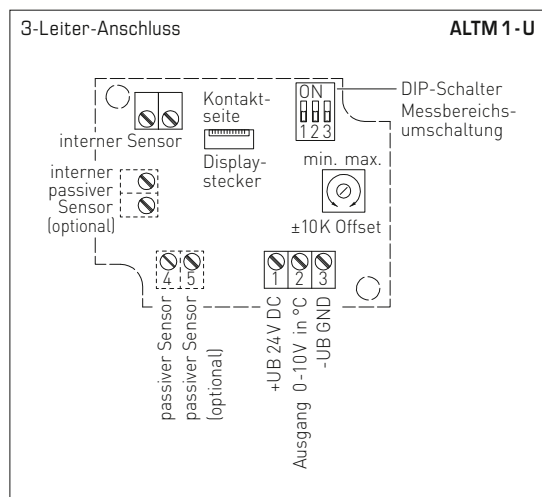 3-Leiter-Anschluss
ALTM 1 - U
ON
1 2 3
DIP-Schalter
Messbereichs-
umschaltung
Kontakt-
seite
interner Sensor
Display-
stecker
min. max.
±10K Offset
interner
passiver
Sensor
(optional)
4 5
1 2 3
passiver Sensor
passiver Sensor
(optional)
+UB 24V DC
Ausgang 0-10V in °C
-UB GND